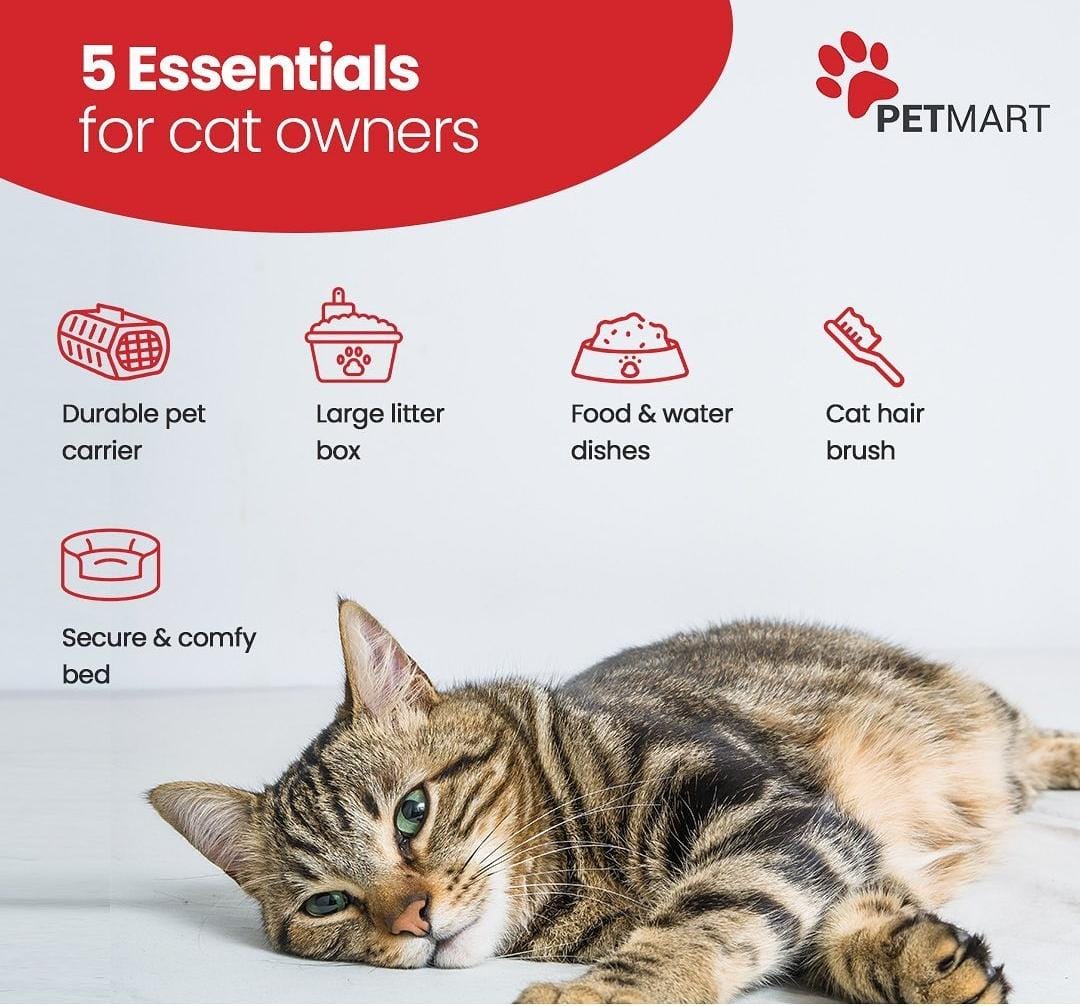 5 Essentials
for cat owners
PETMART
Durable pet
carrier
Large litter
box
Food & water
dishes
Cat hair
brush
Secure & comfy
bed